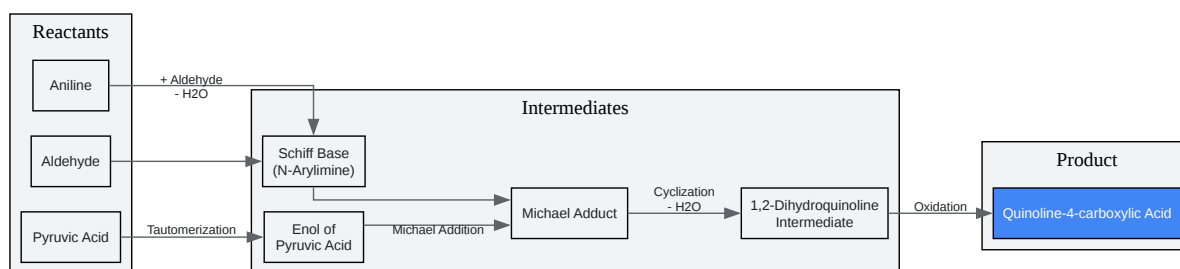 Reactants
Aniline
+ Aldehyde
- H2O
Intermediates
Aldehyde
Schiff Base
(N-Arylimine)
Pyruvic Acid
Tautomerization
Enol of
Pyruvic Acid
Michael Addition
Michael Adduct
Cyclization
- H2O
1,2-Dihydroquinoline
Intermediate
Oxidation
Product
Quinoline-4-carboxylic Acid